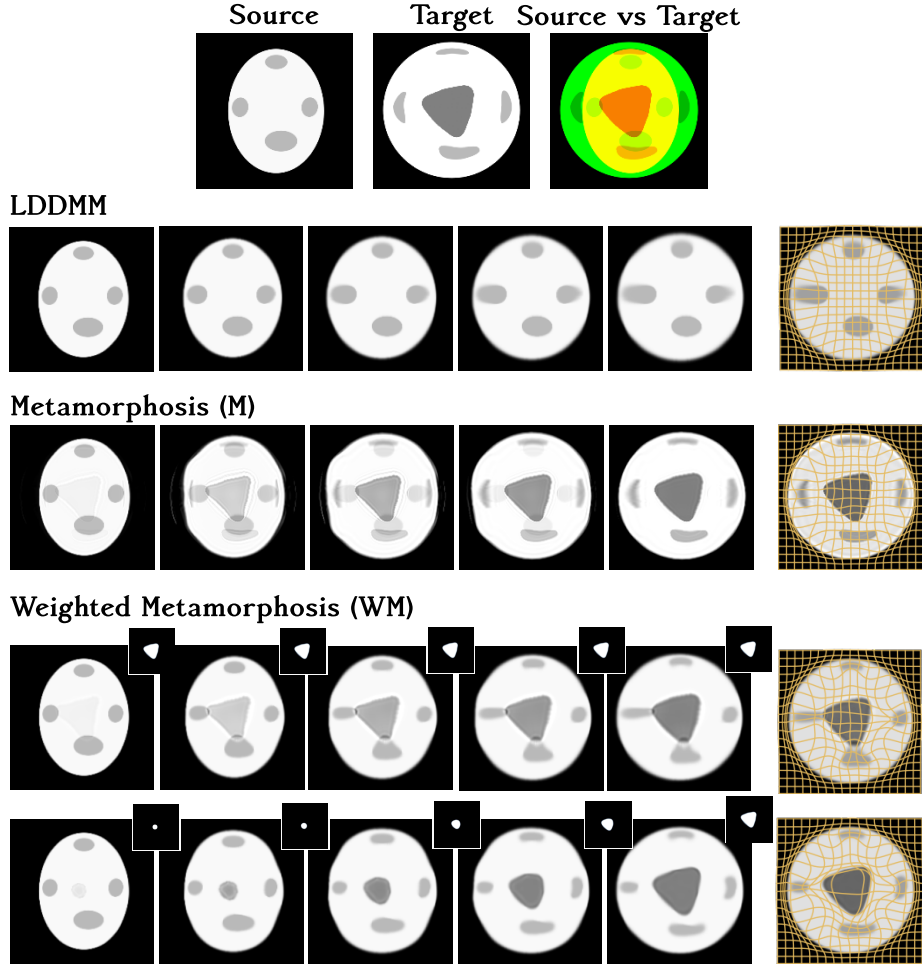 Source Target Source vs Target
LDDMM
Metamorphosis (M)
Weighted Metamorphosis (WM)